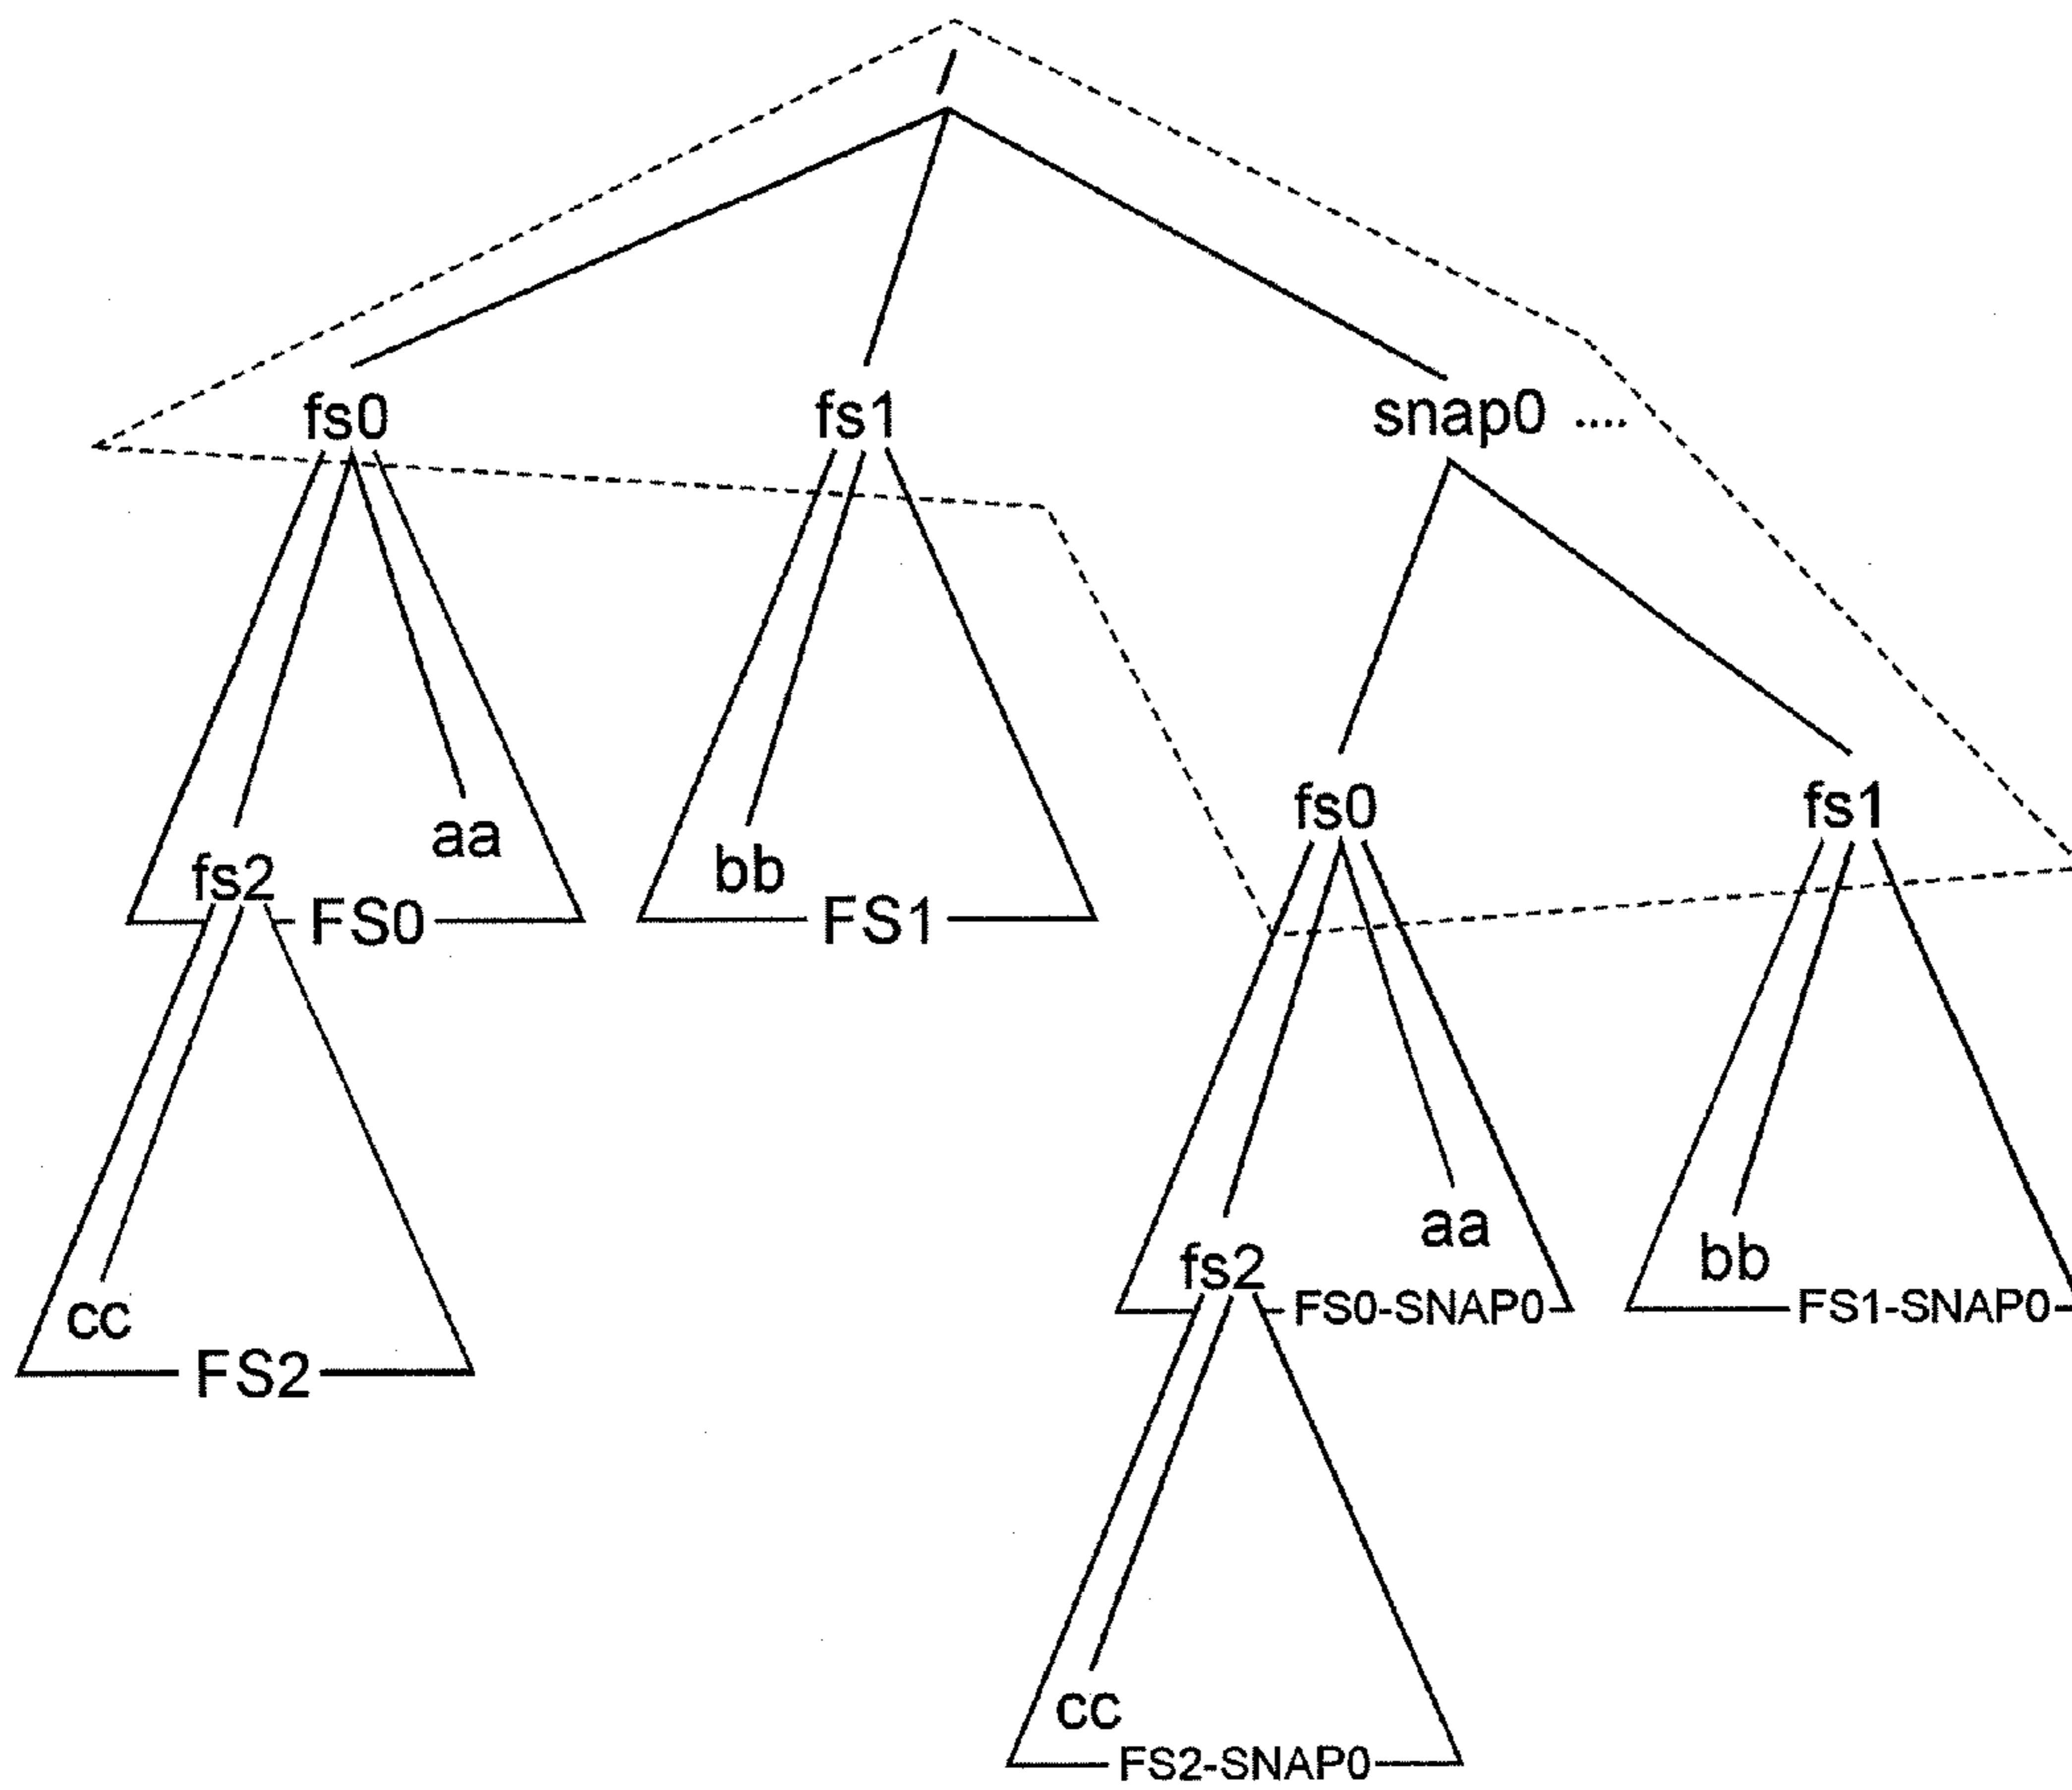 /
fs0 fs1 snap0 ....
fs0 fs1
aa
fs2 bb
FS0 FS1
aa
fs2 bb
FS0-SNAP0 FS1-SNAP0
cc
FS2
cc
FS2-SNAP0